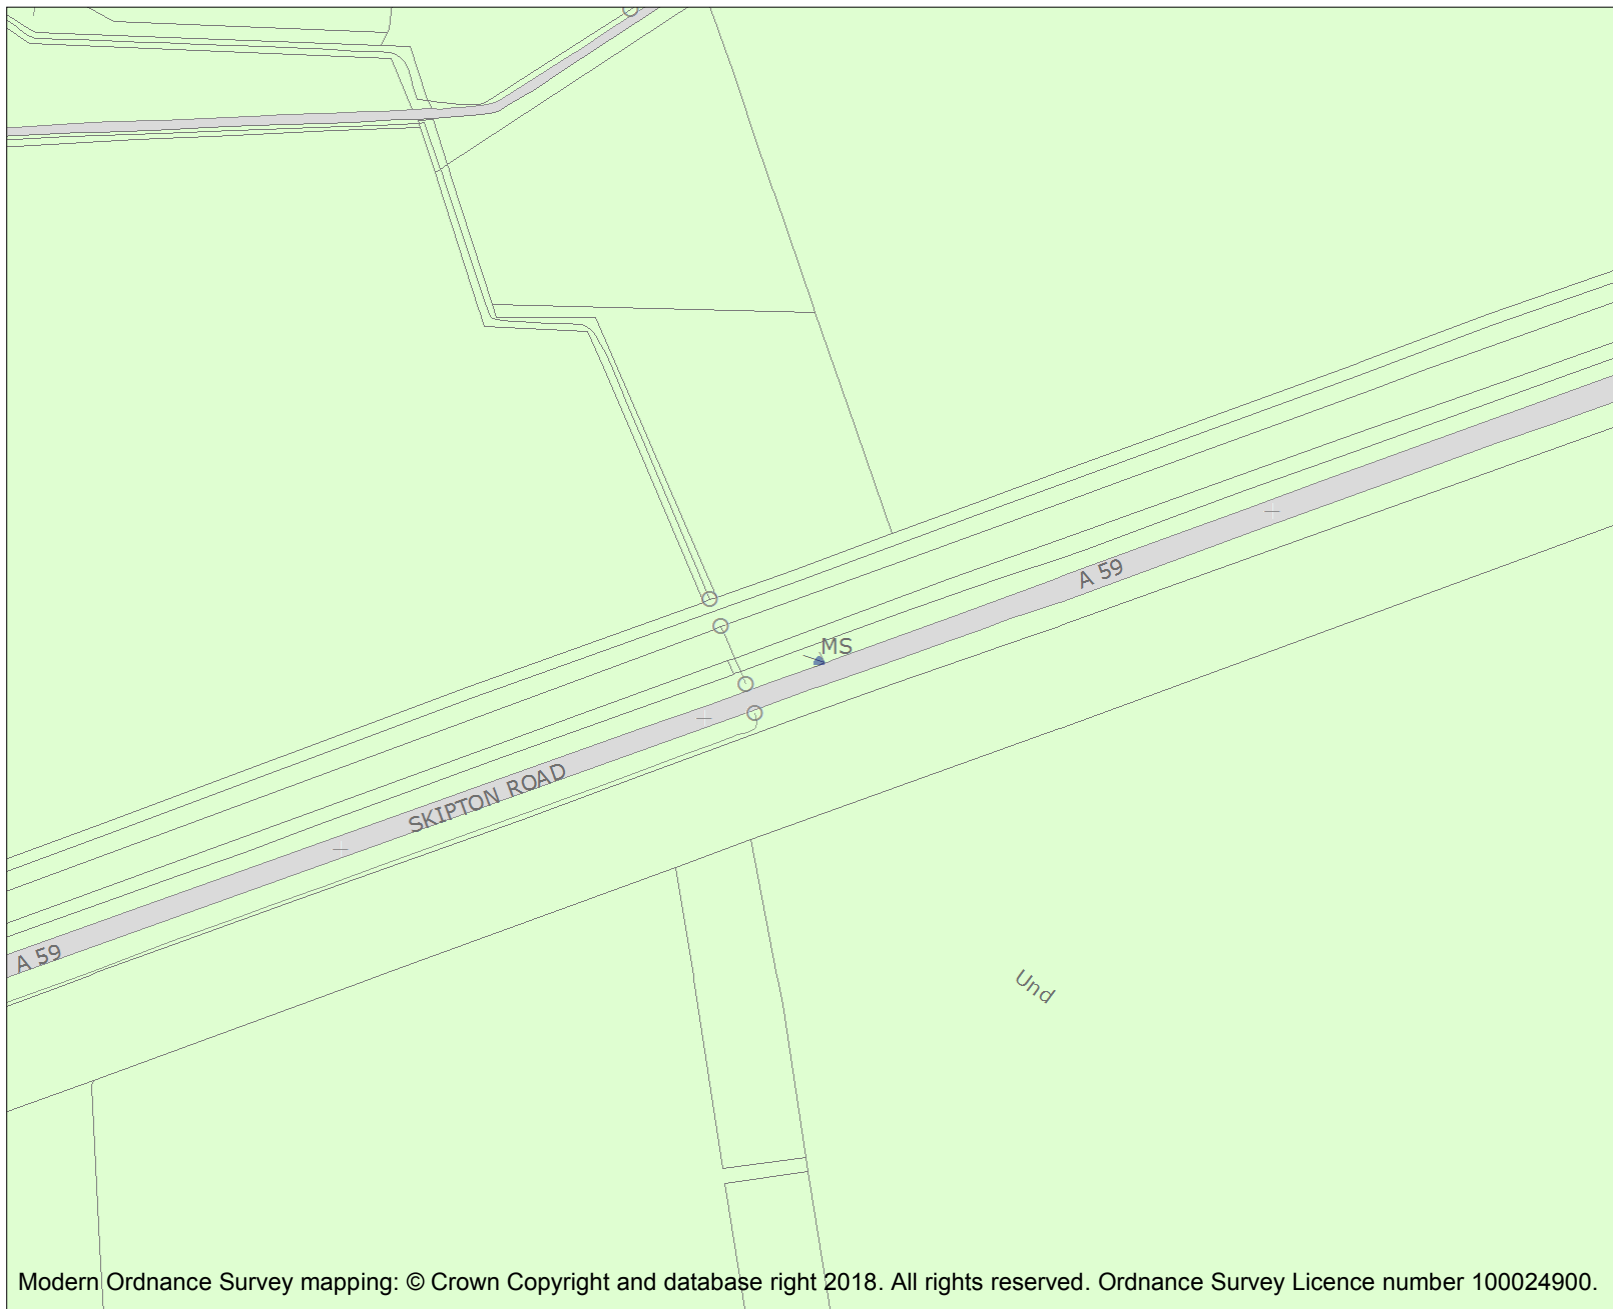 A 59
MS
SKIPTON ROAD
A 59
Und
Modern Ordnance Survey mapping: © Crown Copyright and database right 2018. All rights reserved. Ordnance Survey Licence number 100024900.